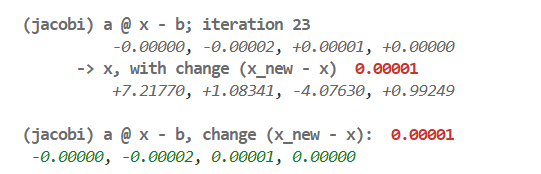 (jacobi) a @ x - b; iteration 23
-0.00000, -0.00002, +0.00001, +0.00000
-> x, with change (x_new - x)  0.00001
+7.21770, +1.08341, -4.07630, +0.99249
(jacobi) a @ x - b, change (x_new - x):  0.00001
-0.00000, -0.00002, 0.00001, 0.00000